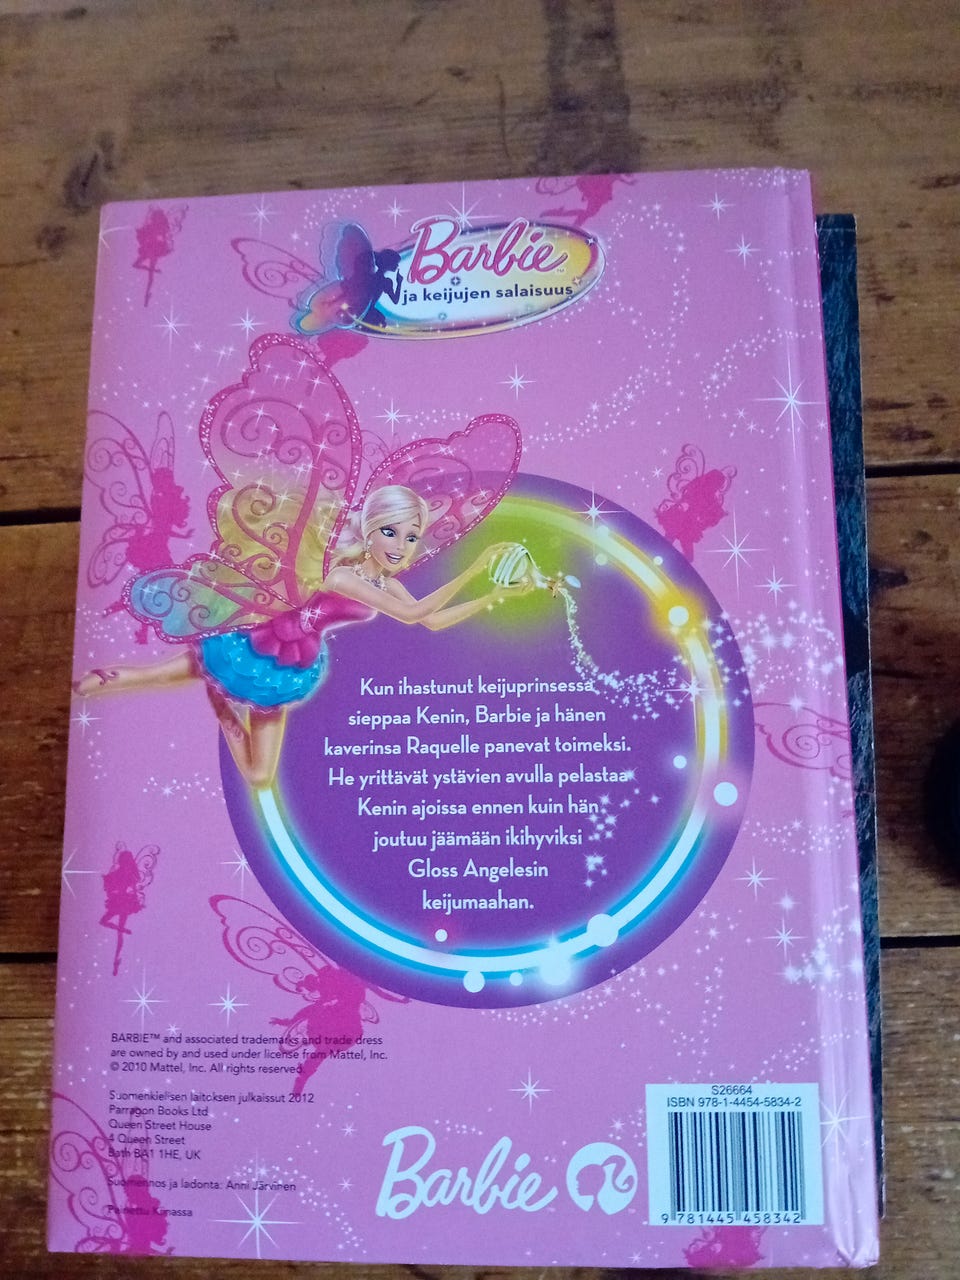 Barbie™
ja keijujen salaisuus
Kun ihastunut keijuprinsessa
sieppaa Kenin, Barbie ja hänen
kaverinsa Raquelle panevat toimeksi.
He yrittävät ystävien avulla pelastaa
Kenin ajoissa ennen kuin hän
joutuu jäämään ikihyviksi
Gloss Angelesin
keijumaahan.
BARBIE™ and associated trademarks and trade dress
are owned by and used under license from Mattel, Inc.
© 2010 Mattel, Inc. All rights reserved.
Suomenkielisen laitoksen julkaissut 2012
Parragon Books Ltd
Queen Street House
4 Queen Street
Bath BA1 1HE, UK
Suomennos ja ladonta: Anni Järvinen
Painettu Kiinassa
Barbie
S26664
ISBN 978-1-4454-5834-2
9 781445 458342